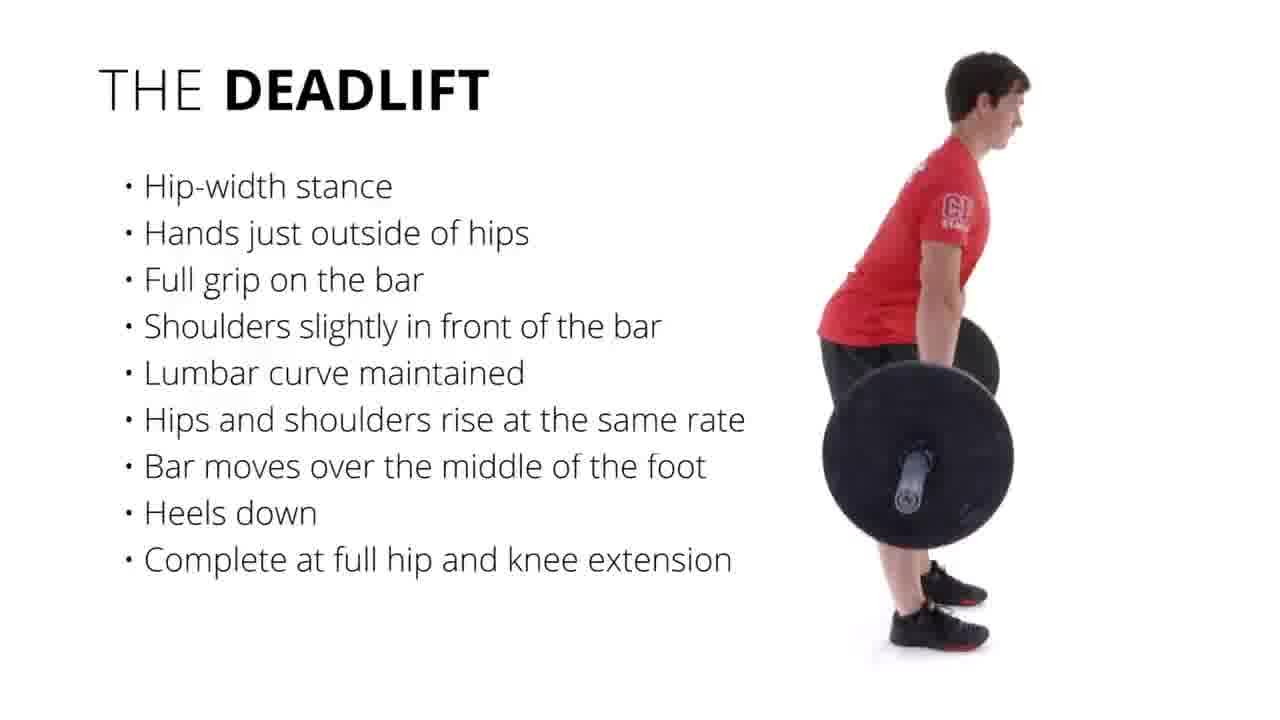 THE DEADLIFT
• Hip-width stance
• Hands just outside of hips
• Full grip on the bar
• Shoulders slightly in front of the bar
• Lumbar curve maintained
• Hips and shoulders rise at the same rate
• Bar moves over the middle of the foot
• Heels down
• Complete at full hip and knee extension